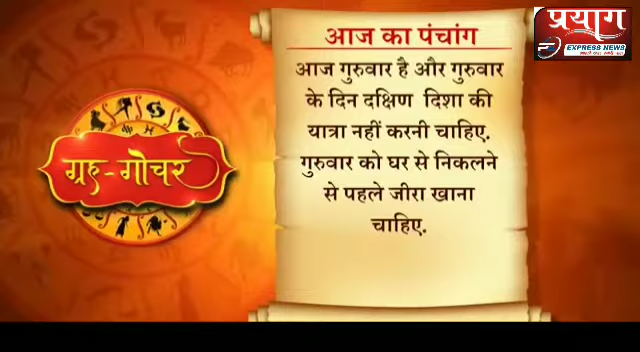 प्रयाग
EXPRESS NEWS
आज का पंचांग
आज गुरुवार है और गुरुवार
के दिन दक्षिण दिशा की
यात्रा नहीं करनी चाहिए.
गुरुवार को घर से निकलने
से पहले जीरा खाना
चाहिए.
ग्रह-गोचर